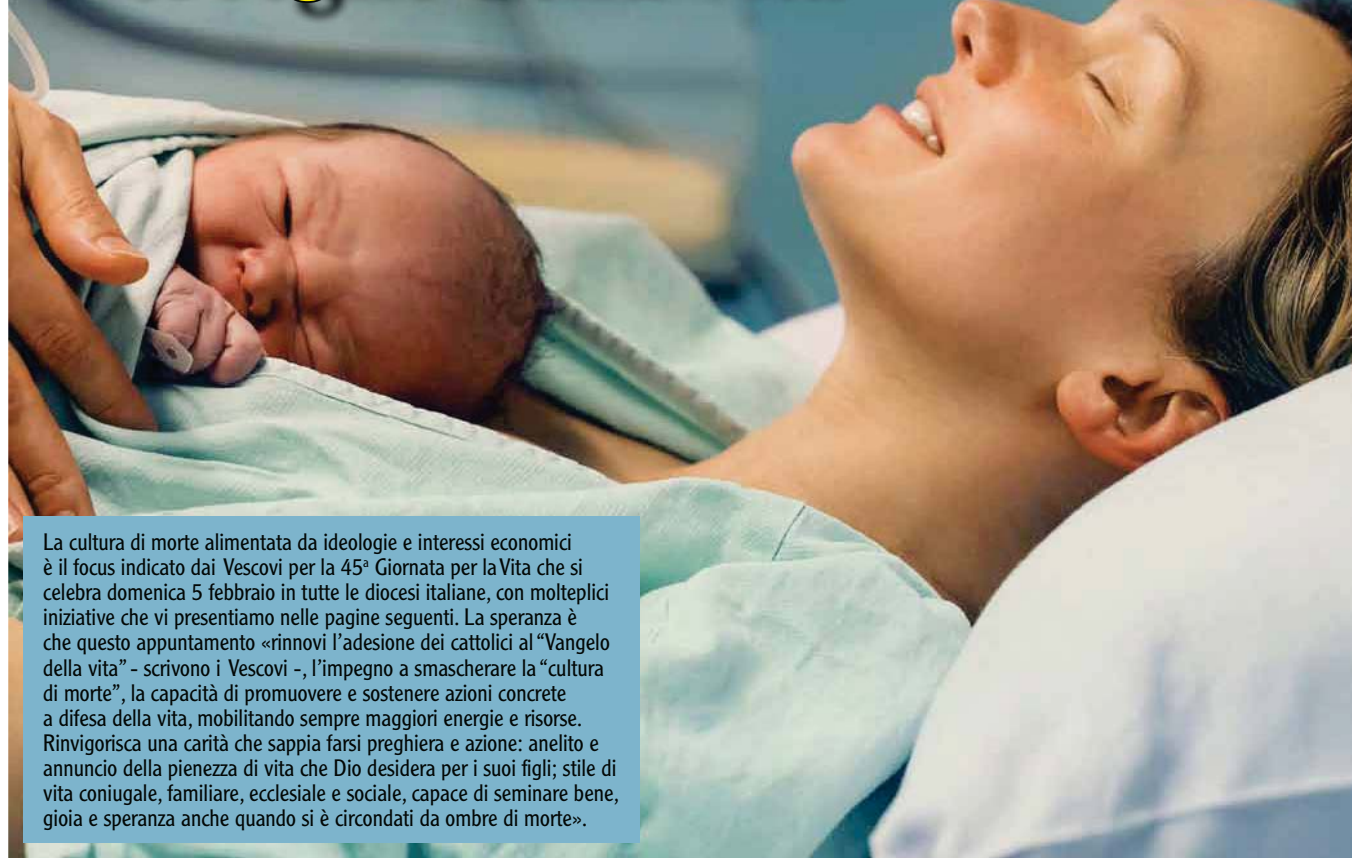 La cultura di morte alimentata da ideologie e interessi economici
è il focus indicato dai Vescovi per la 45ª Giornata per la Vita che si
celebra domenica 5 febbraio in tutte le diocesi italiane, con molteplici
iniziative che vi presentiamo nelle pagine seguenti. La speranza è
che questo appuntamento «rinnovi l'adesione dei cattolici al “Vangelo
della vita” - scrivono i Vescovi -, l'impegno a smascherare la “cultura
di morte”, la capacità di promuovere e sostenere azioni concrete
a difesa della vita, mobilitando sempre maggiori energie e risorse.
Rinvigorisca una carità che sappia farsi preghiera e azione: anelito e
annuncio della pienezza di vita che Dio desidera per i suoi figli; stile di
vita coniugale, familiare, ecclesiale e sociale, capace di seminare bene,
gioia e speranza anche quando si è circondati da ombre di morte».